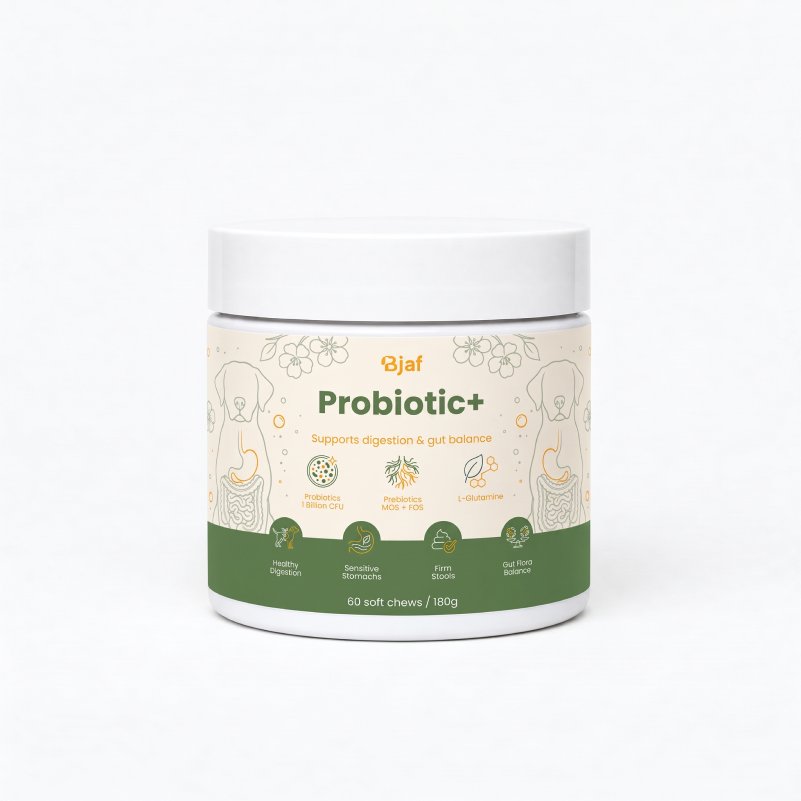 Bjaf
Probiotic+
Supports digestion & gut balance
Probiotics
1 Billion CFU
Prebiotics
MOS + FOS
L-Glutamine
Healthy
Digestion
Sensitive
Stomachs
Firm
Stools
Gut Flora
Balance
60 soft chews / 180g